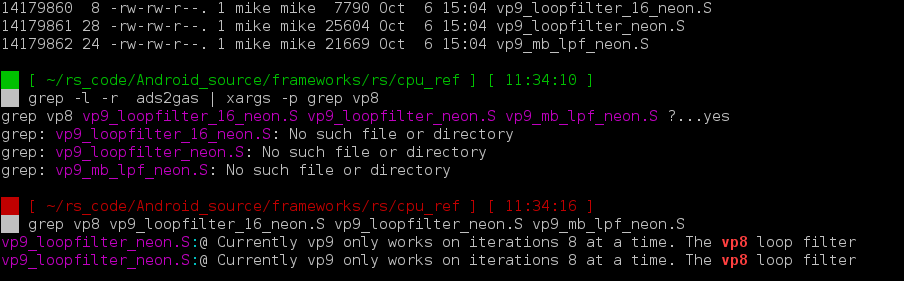 14179860  8 -rw-rw-r--. 1 mike mike  7790 Oct  6 15:04 vp9_loopfilter_16_neon.S
14179861 28 -rw-rw-r--. 1 mike mike 25604 Oct  6 15:04 vp9_loopfilter_neon.S
14179862 24 -rw-rw-r--. 1 mike mike 21669 Oct  6 15:04 vp9_mb_lpf_neon.S
[ ~/rs_code/Android_source/frameworks/rs/cpu_ref ] [ 11:34:10 ]
grep -l -r  ads2gas | xargs -p grep vp8
grep vp8 vp9_loopfilter_16_neon.S vp9_loopfilter_neon.S vp9_mb_lpf_neon.S ?...yes
grep: vp9_loopfilter_16_neon.S: No such file or directory
grep: vp9_loopfilter_neon.S: No such file or directory
grep: vp9_mb_lpf_neon.S: No such file or directory
[ ~/rs_code/Android_source/frameworks/rs/cpu_ref ] [ 11:34:16 ]
grep vp8 vp9_loopfilter_16_neon.S vp9_loopfilter_neon.S vp9_mb_lpf_neon.S
vp9_loopfilter_neon.S:@ Currently vp9 only works on iterations 8 at a time. The vp8 loop filter
vp9_loopfilter_neon.S:@ Currently vp9 only works on iterations 8 at a time. The vp8 loop filter